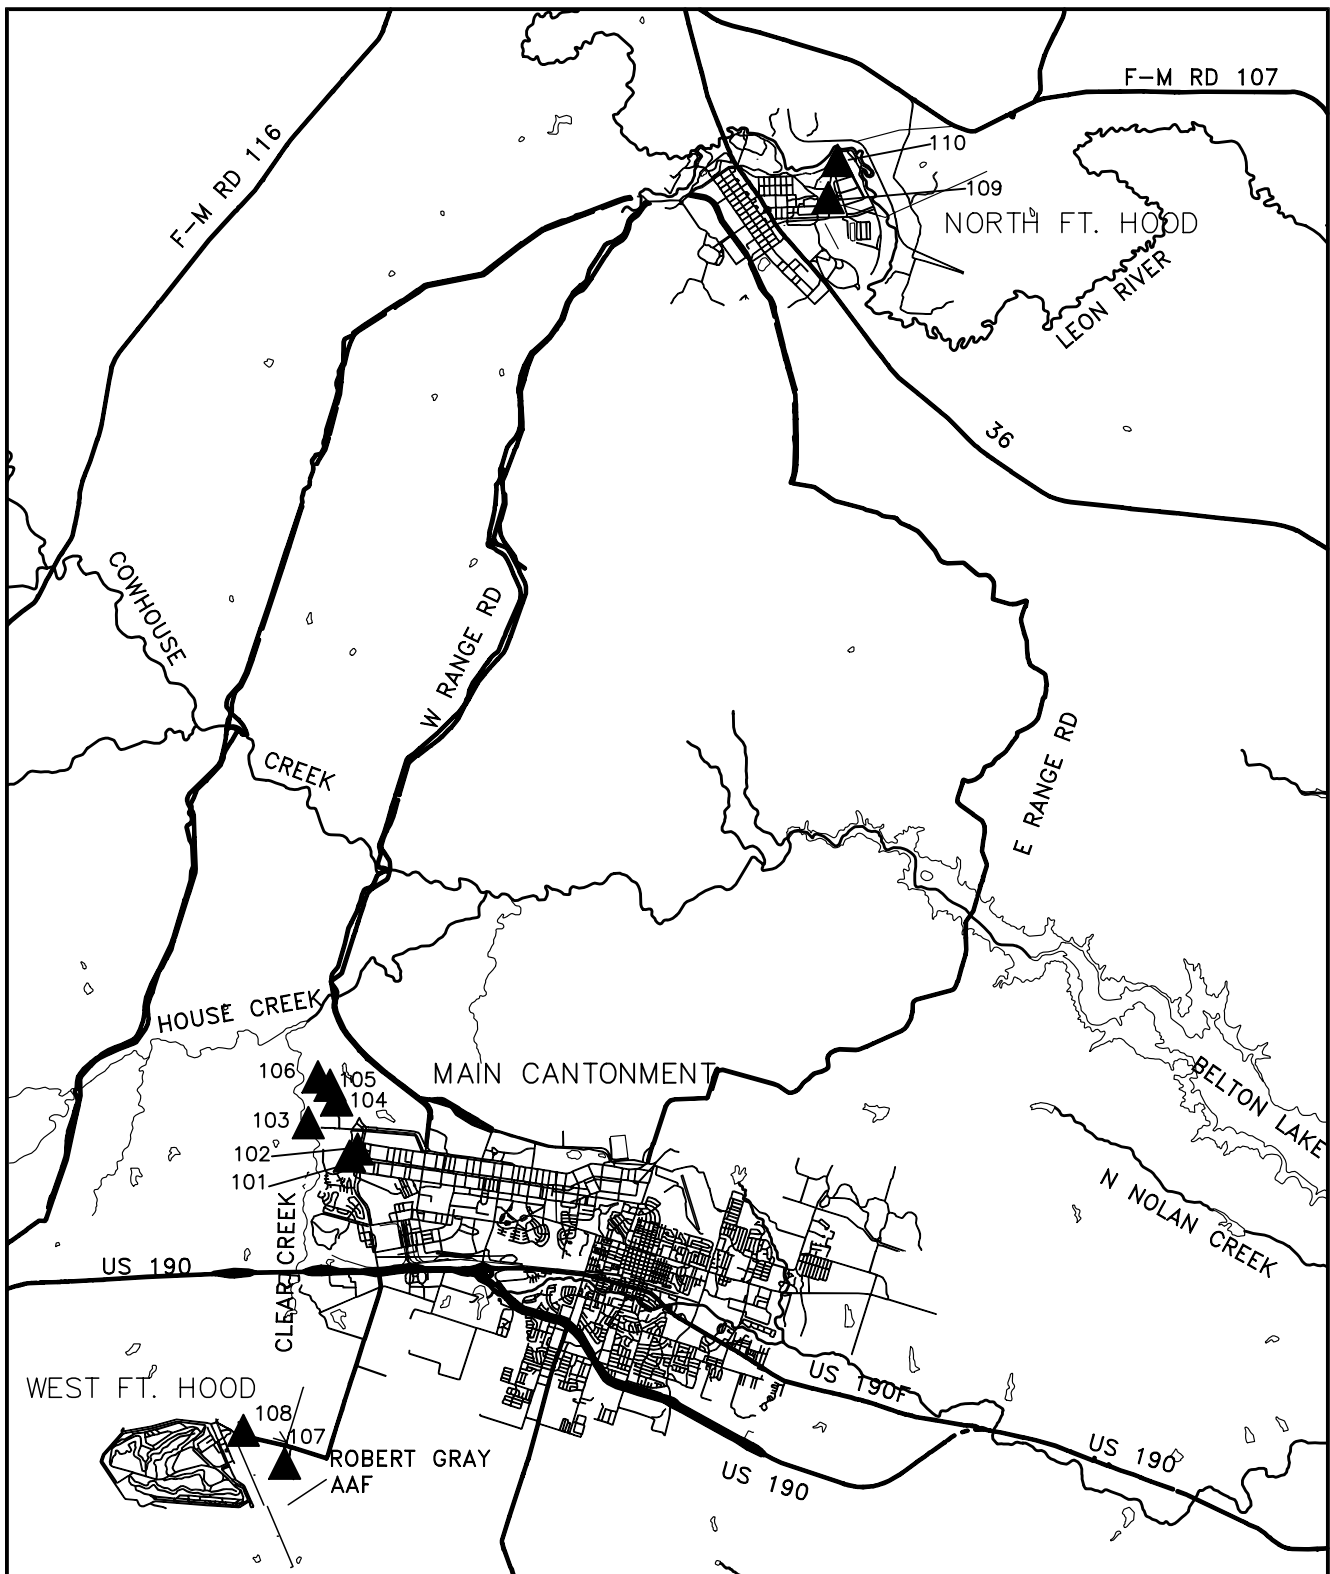 F-M RD 107
F-M RD 116
110
109
NORTH FT. HOOD
LEON RIVER
36
COWHOUSE
CREEK
W RANGE RD
E RANGE RD
HOUSE CREEK
MAIN CANTONMENT
106
105
104
103
102
101
BELTON LAKE
N NOLAN CREEK
CLEAR CREEK
US 190
US 190F
WEST FT. HOOD
108
107
ROBERT GRAY
AAF
US 190
US 190